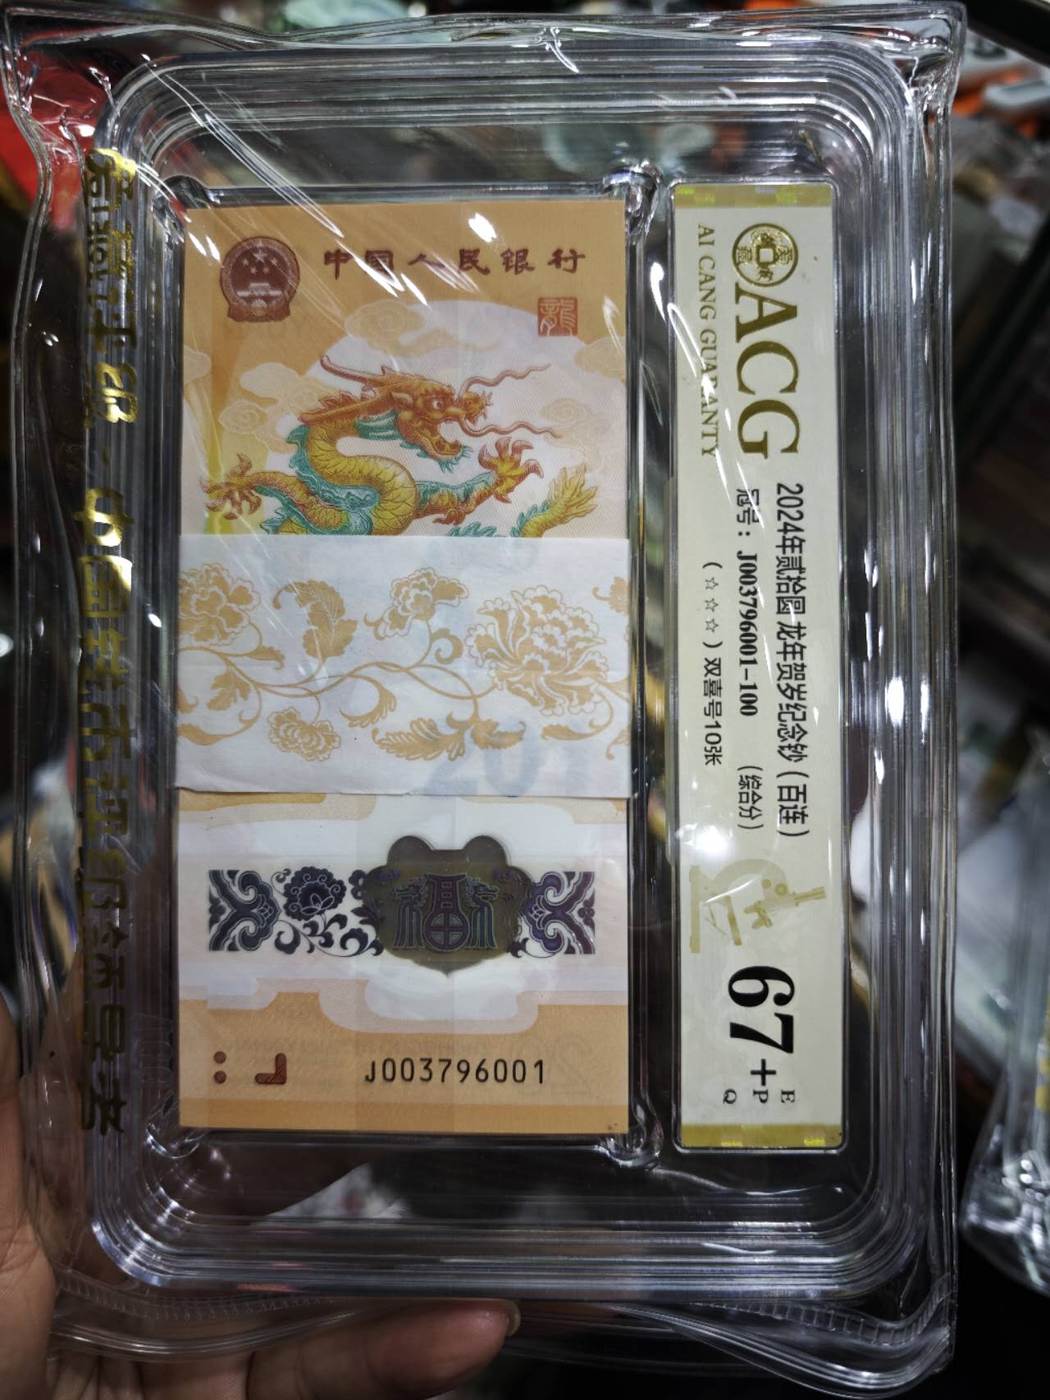 中国人民银行
龍
J003796001
ACG
AI CANG GUARANTY
2024年贰拾圆 龙年贺岁纪念钞（百连）
冠号：J003796001-100 （综合分）
（☆☆☆）双喜号10张
67+
E
P
Q